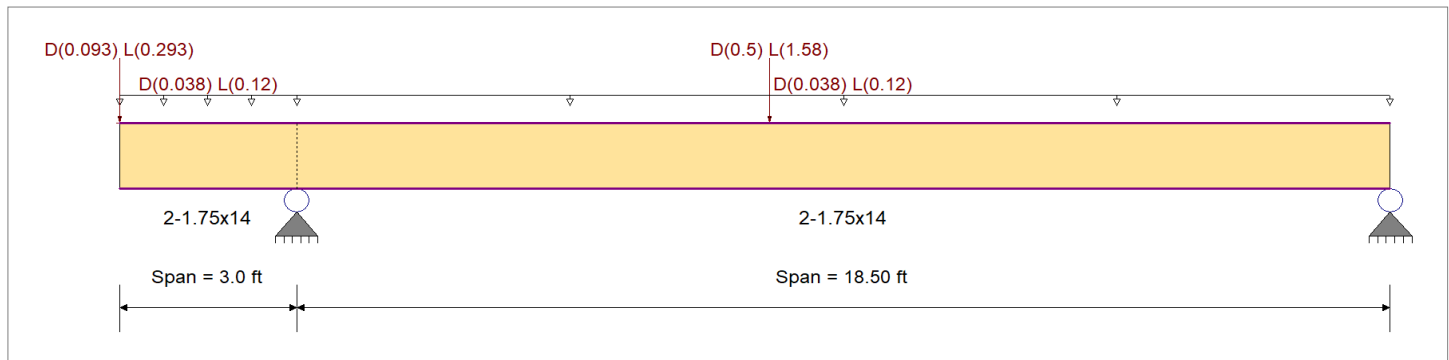 D(0.093) L(0.293)
D(0.5) L(1.58)
D(0.038) L(0.12)
D(0.038) L(0.12)
2-1.75x14
2-1.75x14
Span = 3.0 ft
Span = 18.50 ft